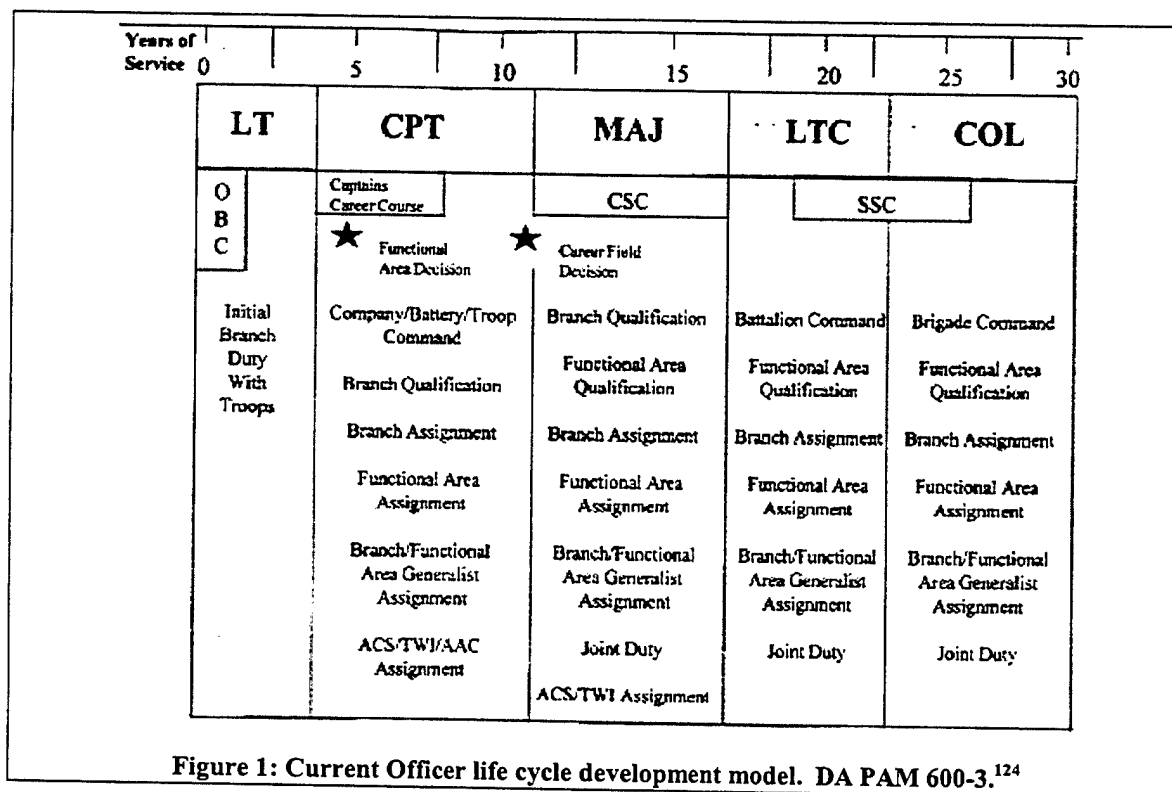 Years of
Service 0 5 10 15 20 25 30
LT CPT MAJ LTC COL
O
B
C
Captains
Career Course
CSC
SSC
Functional
Area Decision
Career Field
Decision
Initial
Branch
Duty
With
Troops
Company/Battery/Troop
Command
Branch Qualification
Branch Assignment
Functional Area
Assignment
Branch/Functional
Area Generalist
Assignment
ACS/TWI/AAC
Assignment
Branch Qualification
Functional Area
Qualification
Branch Assignment
Functional Area
Assignment
Branch/Functional
Area Generalist
Assignment
Joint Duty
ACS/TWI Assignment
Battalion Command
Functional Area
Qualification
Branch Assignment
Functional Area
Assignment
Branch/Functional
Area Generalist
Assignment
Joint Duty
Brigade Command
Functional Area
Qualification
Branch Assignment
Functional Area
Assignment
Branch/Functional
Area Generalist
Assignment
Joint Duty
Figure 1: Current Officer life cycle development model. DA PAM 600-3.124